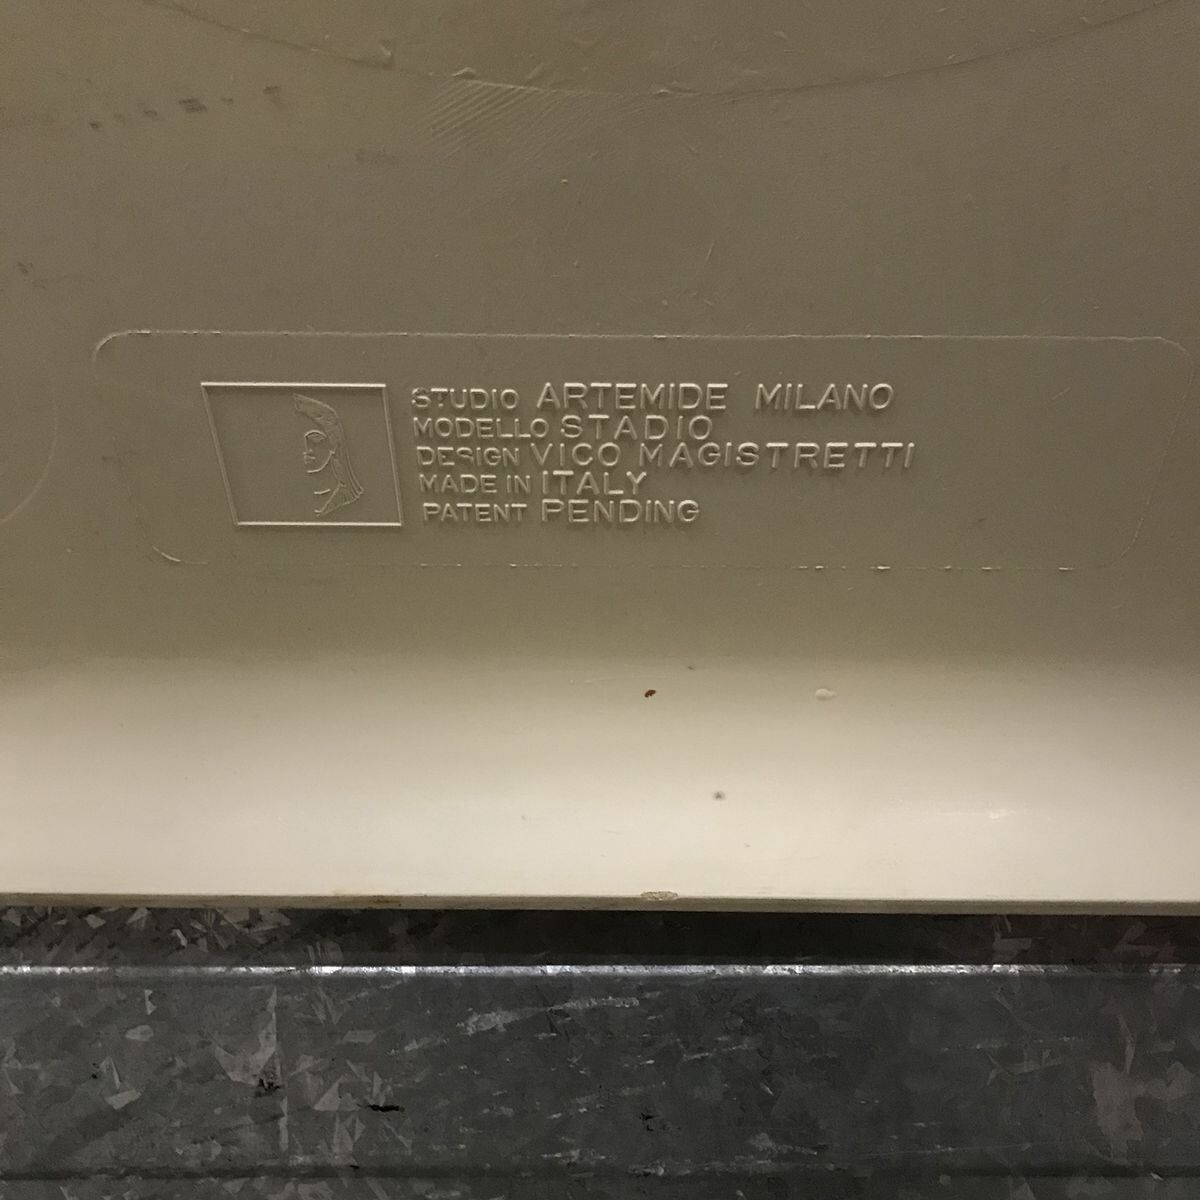 STUDIO ARTEMIDE MILANO
MODELLO STADIO
DESIGN VICO MAGISTRETTI
MADE IN ITALY
PATENT PENDING